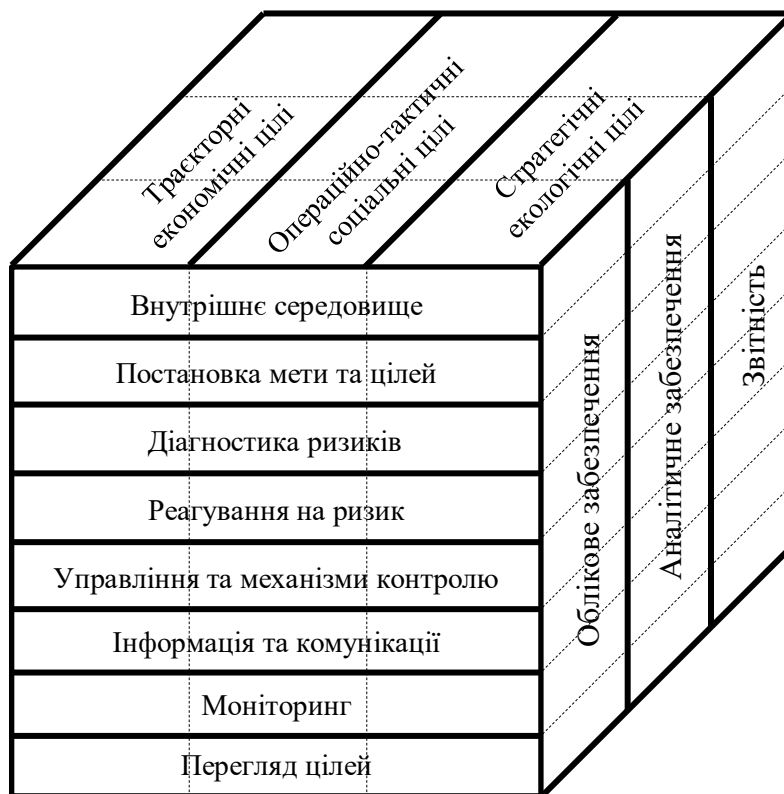 Траєкторні
економічні цілі
Операційно-тактичні
соціальні цілі
Стратегічні
екологічні цілі
Внутрішнє середовище
Постановка мети та цілей
Діагностика ризиків
Реагування на ризик
Управління та механізми контролю
Інформація та комунікації
Моніторинг
Перегляд цілей
Облікове забезпечення
Аналітичне забезпечення
Звітність